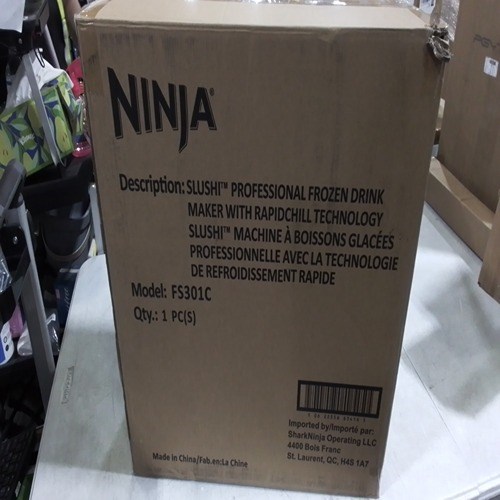 NINJA
Description: SLUSHI™ PROFESSIONAL FROZEN DRINK
MAKER WITH RAPIDCHILL TECHNOLOGY
SLUSHI™ MACHINE À BOISSONS GLACÉES
PROFESSIONNELLE AVEC LA TECHNOLOGIE
DE REFROIDISSEMENT RAPIDE
Model: FS301C
Qty.: 1 PC(S)
Imported by/Importé par:
SharkNinja Operating LLC
4400 Bois Franc
St. Laurent, QC, H4S 1A7
Made in China/Fab.en:La Chine